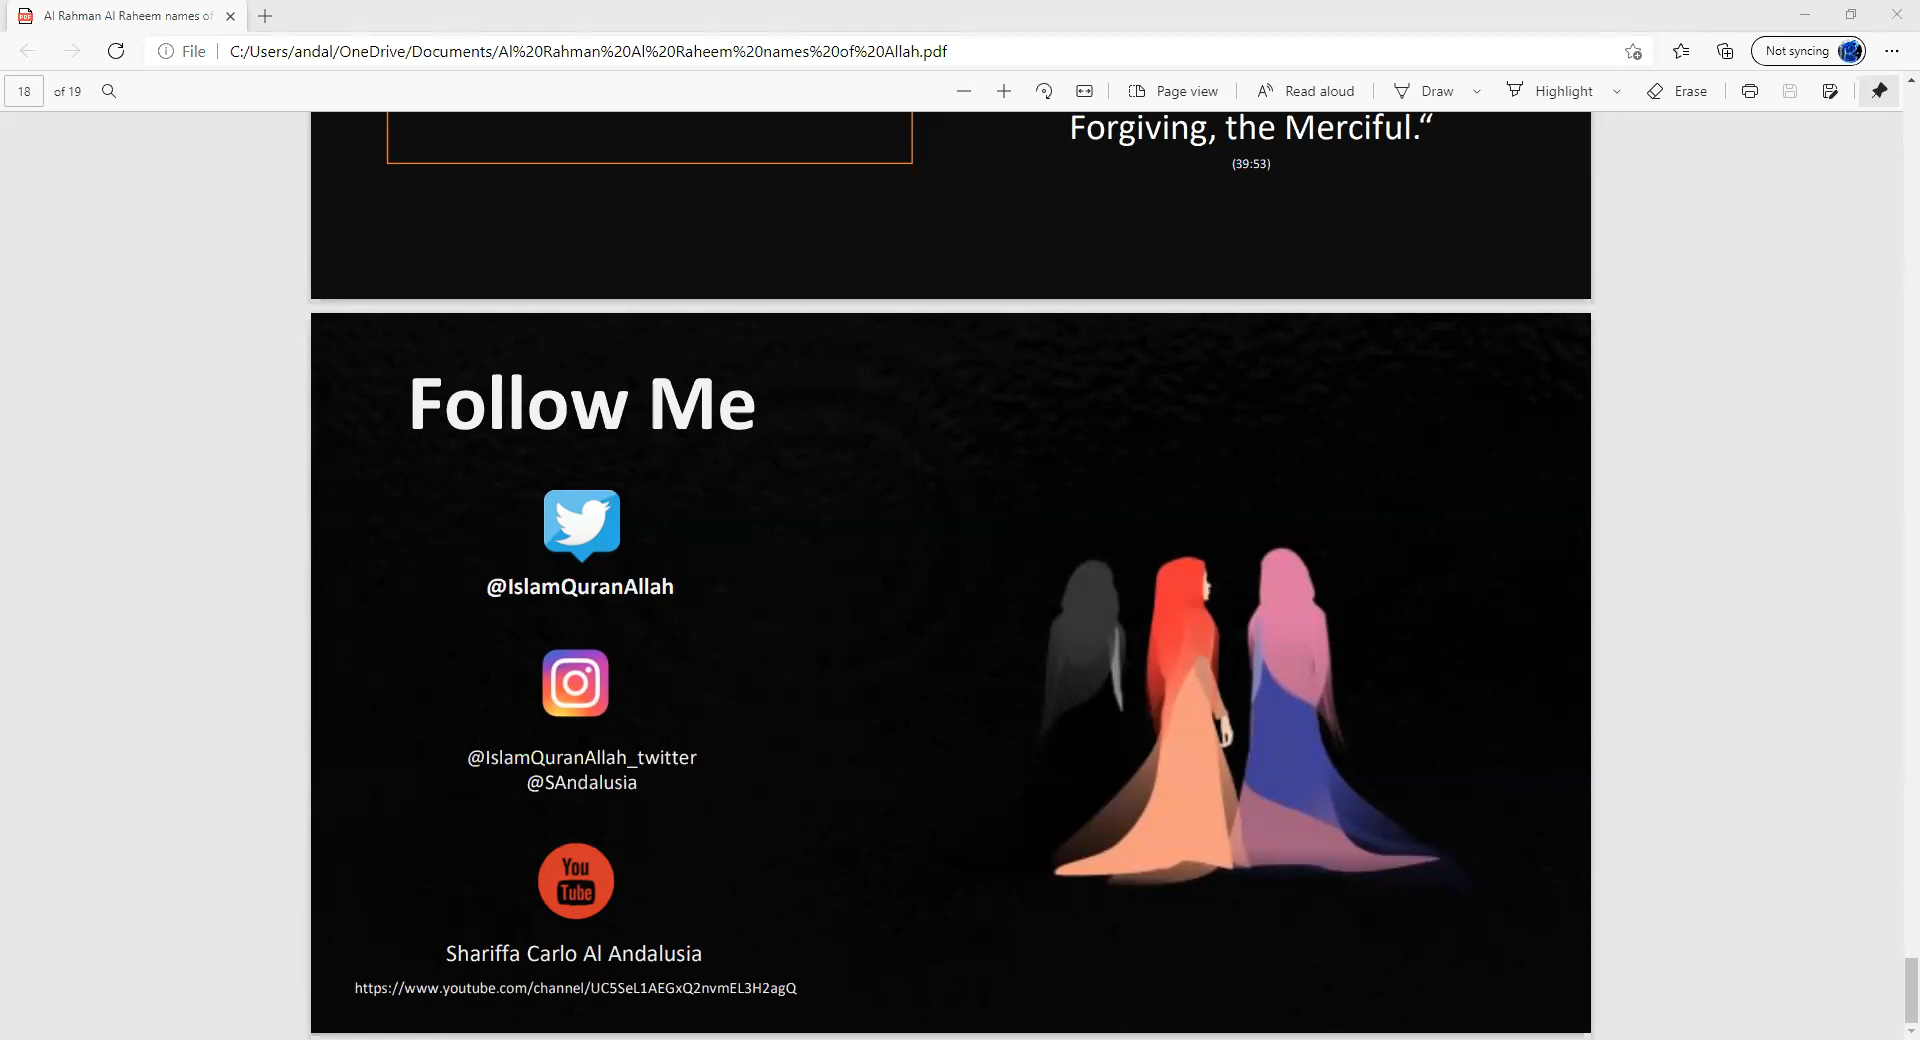 Al Rahman Al Raheem names of
File
C:/Users/andal/OneDrive/Documents/Al%20Rahman%20Al%20Raheem%20names%20of%20Allah.pdf
Not syncing
18 of 19
Page view
Read aloud
Draw
Highlight
Erase
Forgiving, the Merciful.“
(39:53)
Follow Me
@IslamQuranAllah
@IslamQuranAllah_twitter
@SAndalusia
You
Tube
Shariffa Carlo Al Andalusia
https://www.youtube.com/channel/UC5SeL1AEGxQ2nvmEL3H2agQ